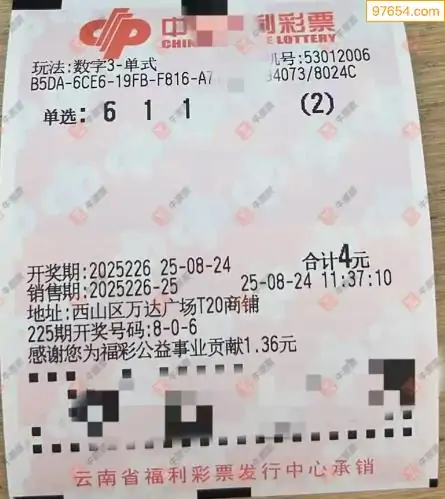 97654.com
中 利彩票
CHIN E LOTTERY
玩法:数字3-单式 机号:53012006
B5DA-6CE6-19FB-F816-A7 94073/8024C
单选: 6 1 1 (2)
开奖期:2025226 25-08-24 合计4元
销售期:2025226-25 25-08-24 11:37:10
地址:西山区万达广场T20商铺
225期开奖号码:8-0-6
感谢您为福彩公益事业贡献1.36元
云南省福利彩票发行中心承销